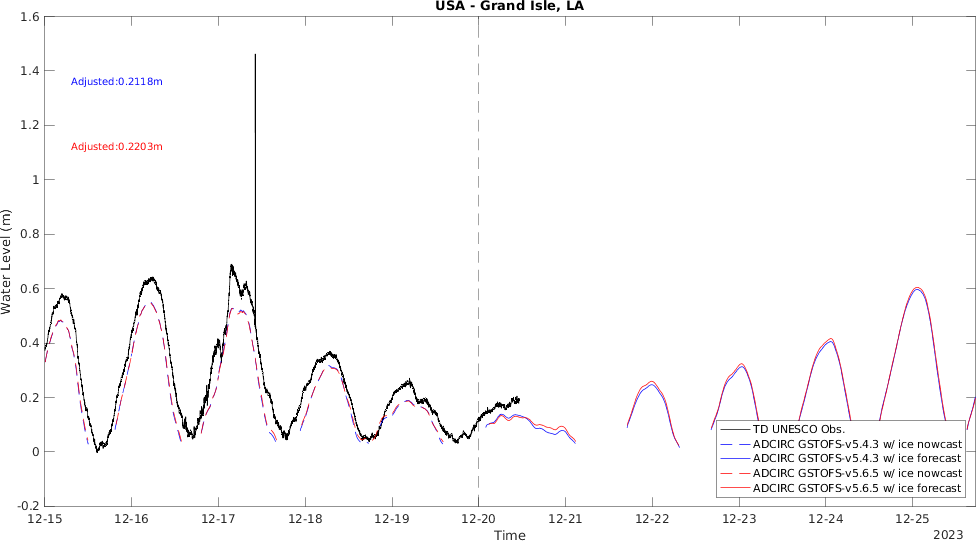 USA - Grand Isle, LA
1.6
1.4
1.2
1
0.8
0.6
0.4
0.2
0
-0.2
Water Level (m)
Adjusted:0.2118m
Adjusted:0.2203m
TD UNESCO Obs.
ADCIRC GSTOFS-v5.4.3 w/ ice nowcast
ADCIRC GSTOFS-v5.4.3 w/ ice forecast
ADCIRC GSTOFS-v5.6.5 w/ ice nowcast
ADCIRC GSTOFS-v5.6.5 w/ ice forecast
12-15 12-16 12-17 12-18 12-19 12-20 12-21 12-22 12-23 12-24 12-25
Time
2023